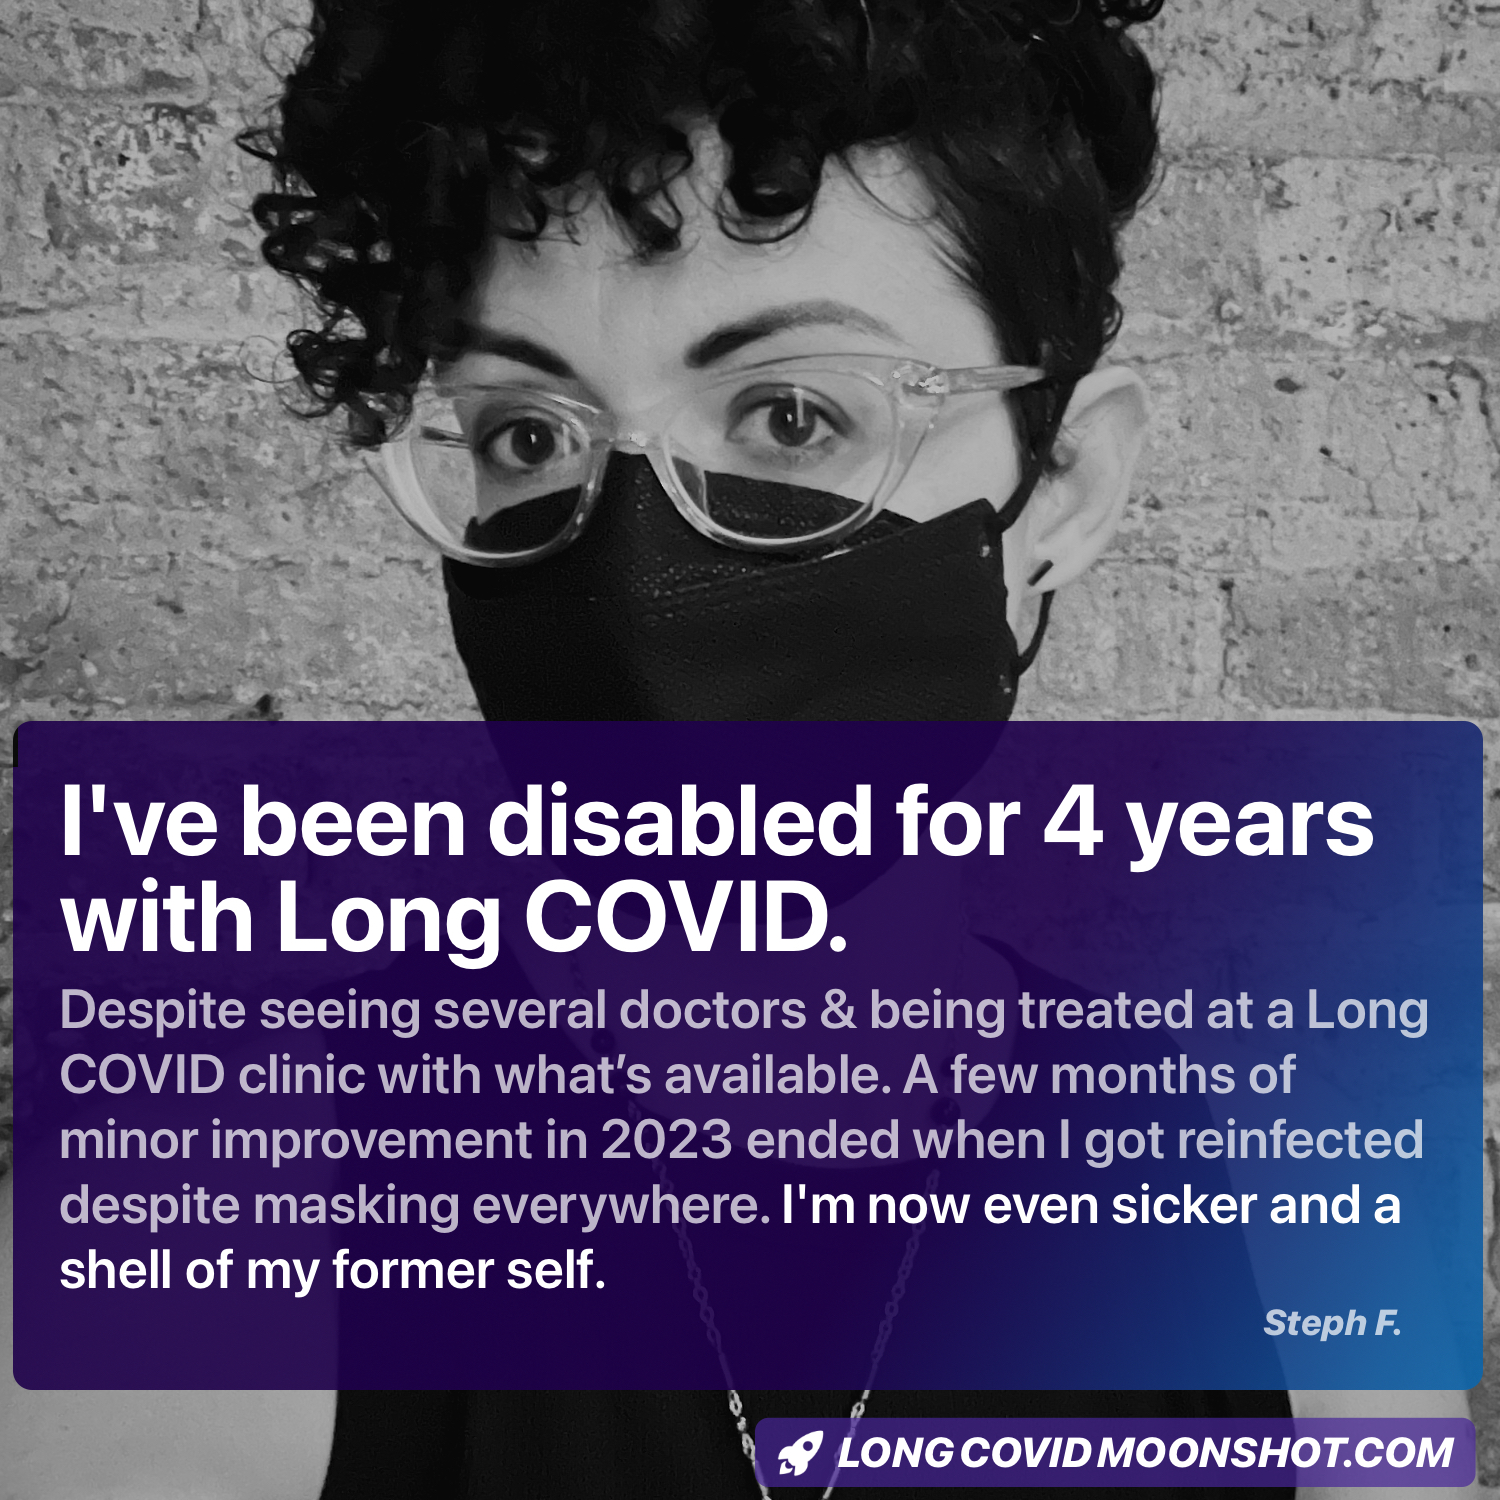 I've been disabled for 4 years
with Long COVID.
Despite seeing several doctors & being treated at a Long
COVID clinic with what’s available. A few months of
minor improvement in 2023 ended when I got reinfected
despite masking everywhere. I'm now even sicker and a
shell of my former self.
Steph F.
LONG COVID MOONSHOT.COM